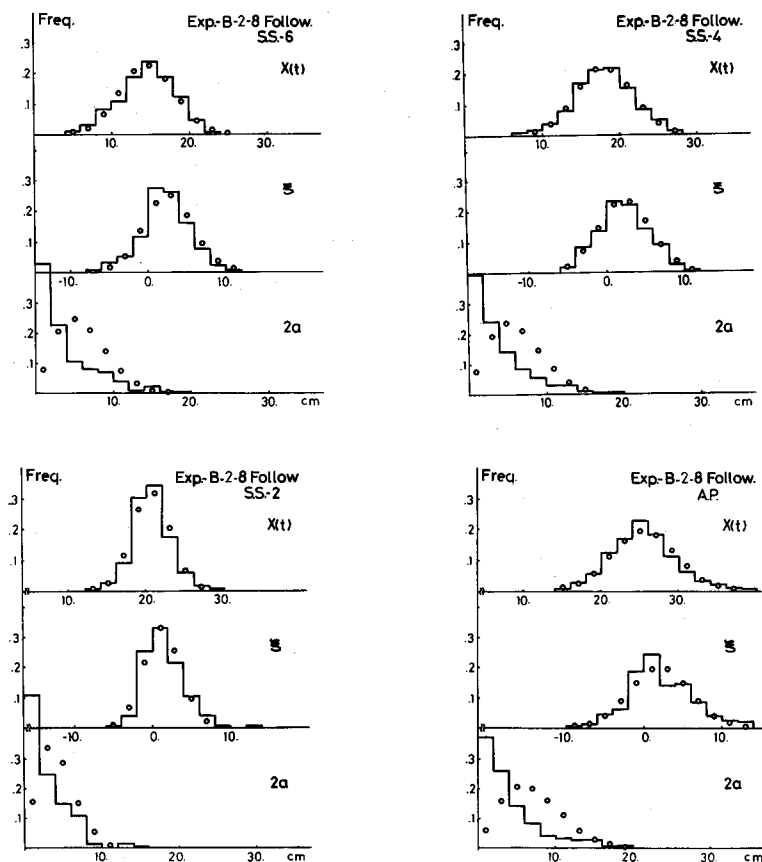 Freq.
Exp.-B-2-8 Follow.
S.S.-6
X(t)
.3
.2
.1
10.
20.
30.
ξ
.3
.2
.1
-10.
0.
10.
2a
.3
.2
.1
10.
20.
30.
cm
Freq.
Exp-B-2-8 Follow.
SS-4
X(t)
.3
.2
.1
10.
20.
30.
ξ
.3
.2
.1
-10.
0.
10.
2a
.3
.2
.1
10.
20.
30.
cm
Freq.
Exp-B-2-8 Follow.
S.S-2
X(t)
.3
.2
.1
10.
20.
30.
ξ
.3
.2
.1
-10.
0.
10.
2a
.3
.2
.1
10.
20.
30.
cm
Freq.
Exp-B-2-8 Follow.
A.P.
X(t)
.3
.2
.1
10.
20.
30.
ξ
.3
.2
.1
-10.
0.
10.
2a
.3
.2
.1
10.
20.
30.
cm